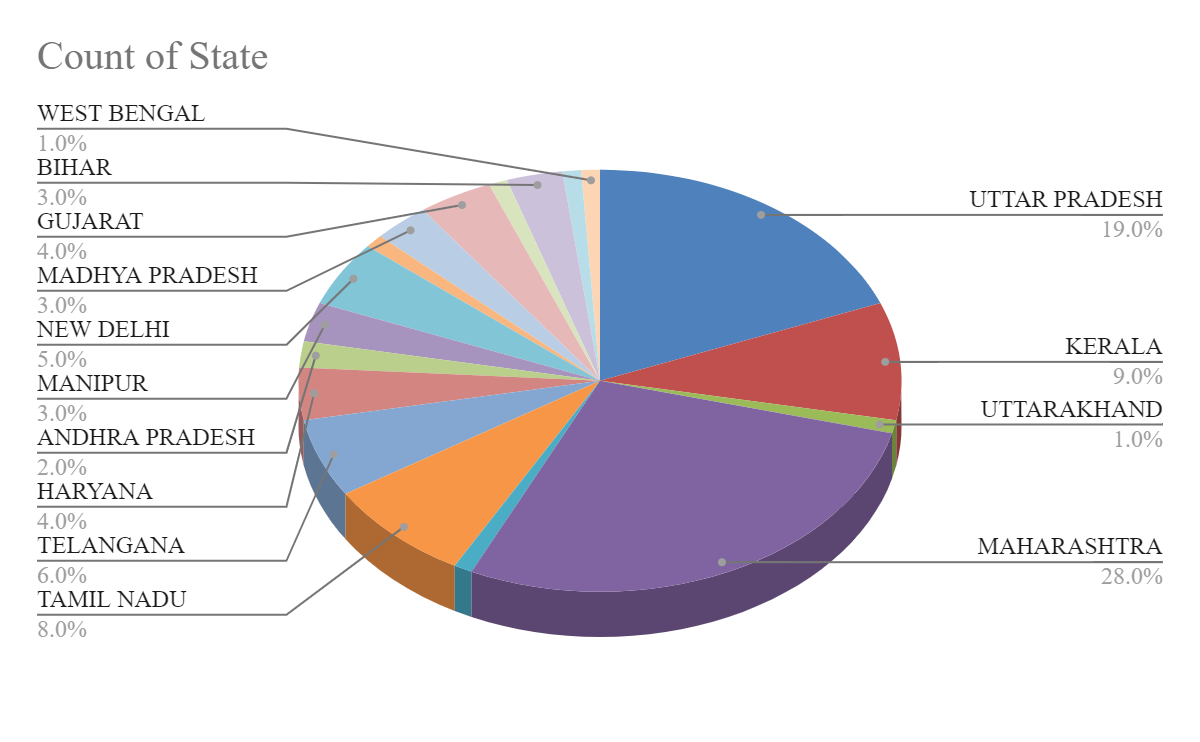 Count of State
WEST BENGAL
1.0%
BIHAR
3.0%
GUJARAT
4.0%
MADHYA PRADESH
3.0%
NEW DELHI
5.0%
MANIPUR
3.0%
ANDHRA PRADESH
2.0%
HARYANA
4.0%
TELANGANA
6.0%
TAMIL NADU
8.0%
UTTAR PRADESH
19.0%
KERALA
9.0%
UTTARAKHAND
1.0%
MAHARASHTRA
28.0%